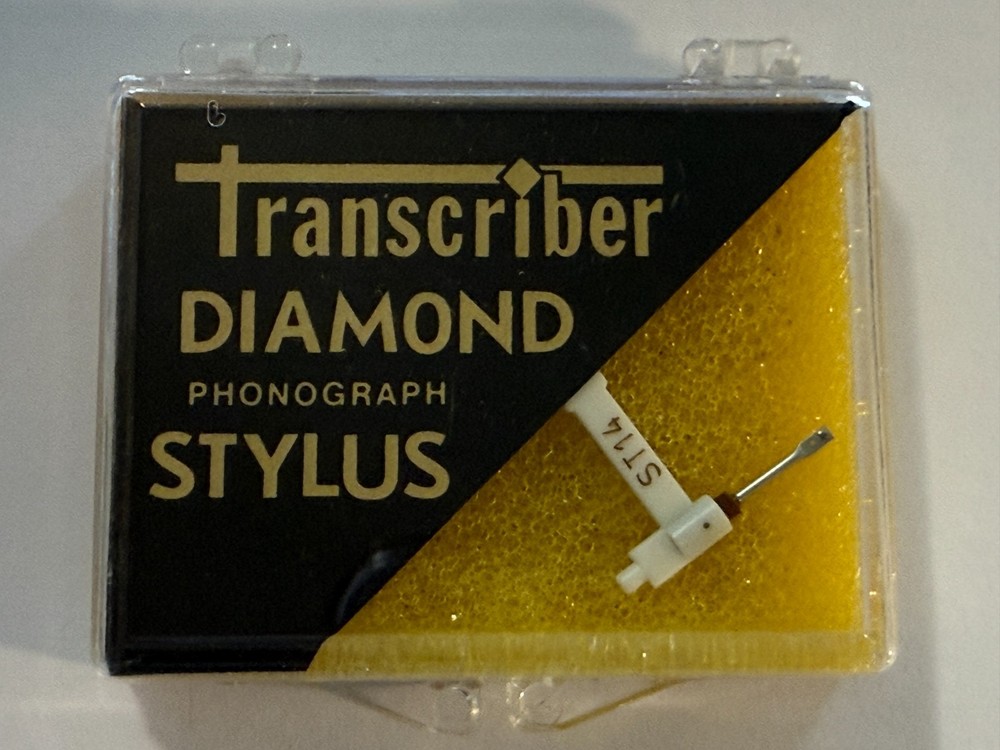 Transcriber
DIAMOND
PHONOGRAPH
STYLUS
ST14